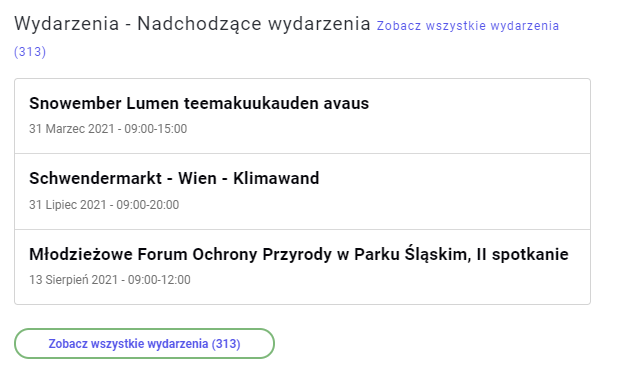 Wydarzenia - Nadchodzące wydarzenia Zobacz wszystkie wydarzenia
(313)
Snowember Lumen teemakuukauden avaus
31 Marzec 2021 - 09:00-15:00
Schwendermarkt - Wien - Klimawand
31 Lipiec 2021 - 09:00-20:00
Młodzieżowe Forum Ochrony Przyrody w Parku Śląskim, II spotkanie
13 Sierpień 2021 - 09:00-12:00
Zobacz wszystkie wydarzenia (313)